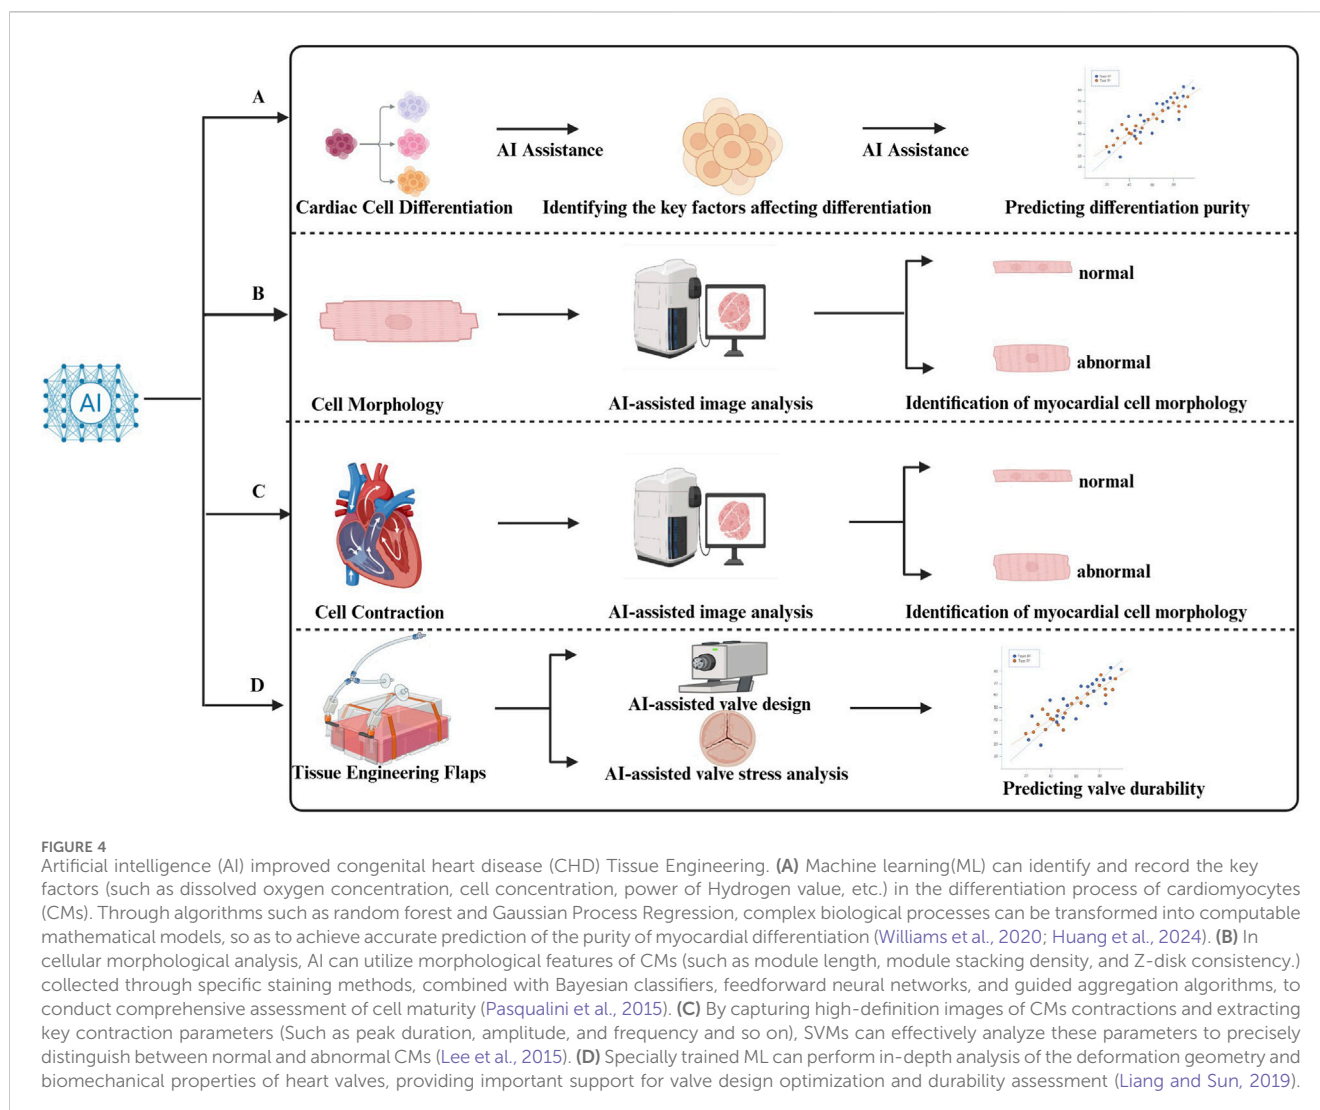 A
AI Assistance
AI Assistance
Cardiac Cell Differentiation
Identifying the key factors affecting differentiation
Predicting differentiation purity
B
normal
abnormal
Cell Morphology
AI-assisted image analysis
Identification of myocardial cell morphology
AI
C
normal
abnormal
Cell Contraction
AI-assisted image analysis
Identification of myocardial cell morphology
D
AI-assisted valve design
Tissue Engineering Flaps
AI-assisted valve stress analysis
Predicting valve durability
FIGURE 4
Artificial intelligence (AI) improved congenital heart disease (CHD) Tissue Engineering. (A) Machine learning(ML) can identify and record the key
factors (such as dissolved oxygen concentration, cell concentration, power of Hydrogen value, etc.) in the differentiation process of cardiomyocytes
(CMs). Through algorithms such as random forest and Gaussian Process Regression, complex biological processes can be transformed into computable
mathematical models, so as to achieve accurate prediction of the purity of myocardial differentiation (Williams et al., 2020; Huang et al., 2024). (B) In
cellular morphological analysis, AI can utilize morphological features of CMs (such as module length, module stacking density, and Z-disk consistency.)
collected through specific staining methods, combined with Bayesian classifiers, feedforward neural networks, and guided aggregation algorithms, to
conduct comprehensive assessment of cell maturity (Pasqualini et al., 2015). (C) By capturing high-definition images of CMs contractions and extracting
key contraction parameters (Such as peak duration, amplitude, and frequency and so on), SVMs can effectively analyze these parameters to precisely
distinguish between normal and abnormal CMs (Lee et al., 2015). (D) Specially trained ML can perform in-depth analysis of the deformation geometry and
biomechanical properties of heart valves, providing important support for valve design optimization and durability assessment (Liang and Sun, 2019).